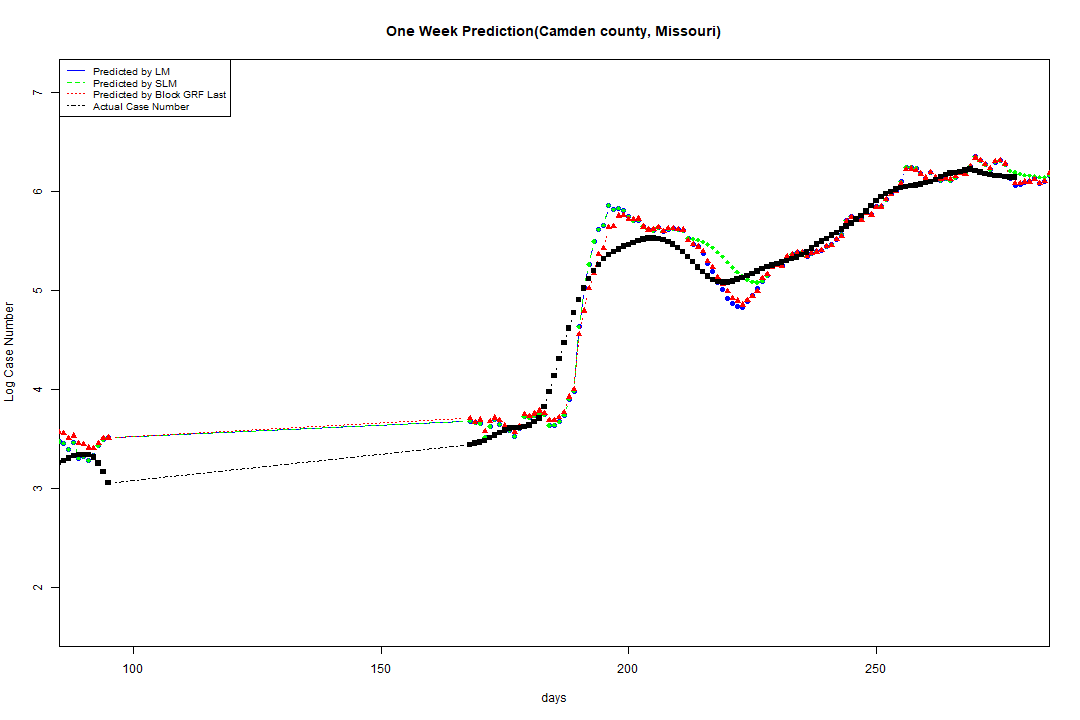 One Week Prediction(Camden county, Missouri)
Predicted by LM
Predicted by SLM
Predicted by Block GRF Last
Actual Case Number
7
6
5
4
3
2
Log Case Number
100 150 200 250
days